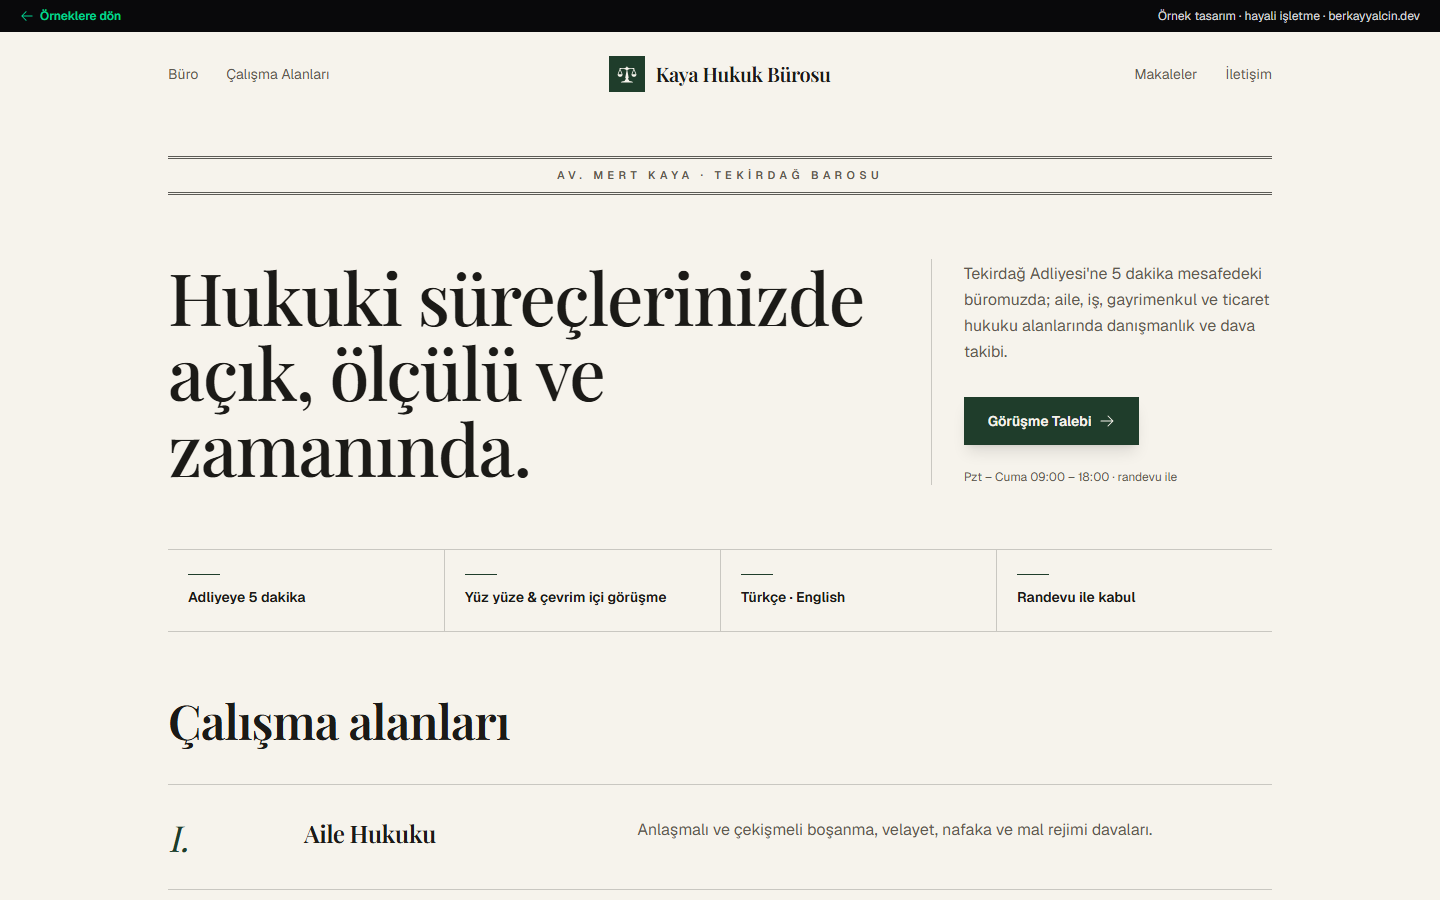 ← Örneklere dön
Örnek tasarım · hayali işletme · berkayyalcin.dev
Büro
Çalışma Alanları
Kaya Hukuk Bürosu
Makaleler
İletişim
AV. MERT KAYA · TEKİRDAĞ BAROSU
Hukuki süreçlerinizde
açık, ölçülü ve
zamanında.
Tekirdağ Adliyesi'ne 5 dakika mesafedeki
büromuzda; aile, iş, gayrimenkul ve ticaret
hukuku alanlarında danışmanlık ve dava
takibi.
Görüşme Talebi →
Pzt – Cuma 09:00 – 18:00 · randevu ile
Adliyeye 5 dakika
Yüz yüze & çevrim içi görüşme
Türkçe · English
Randevu ile kabul
Çalışma alanları
I.
Aile Hukuku
Anlaşmalı ve çekişmeli boşanma, velayet, nafaka ve mal rejimi davaları.